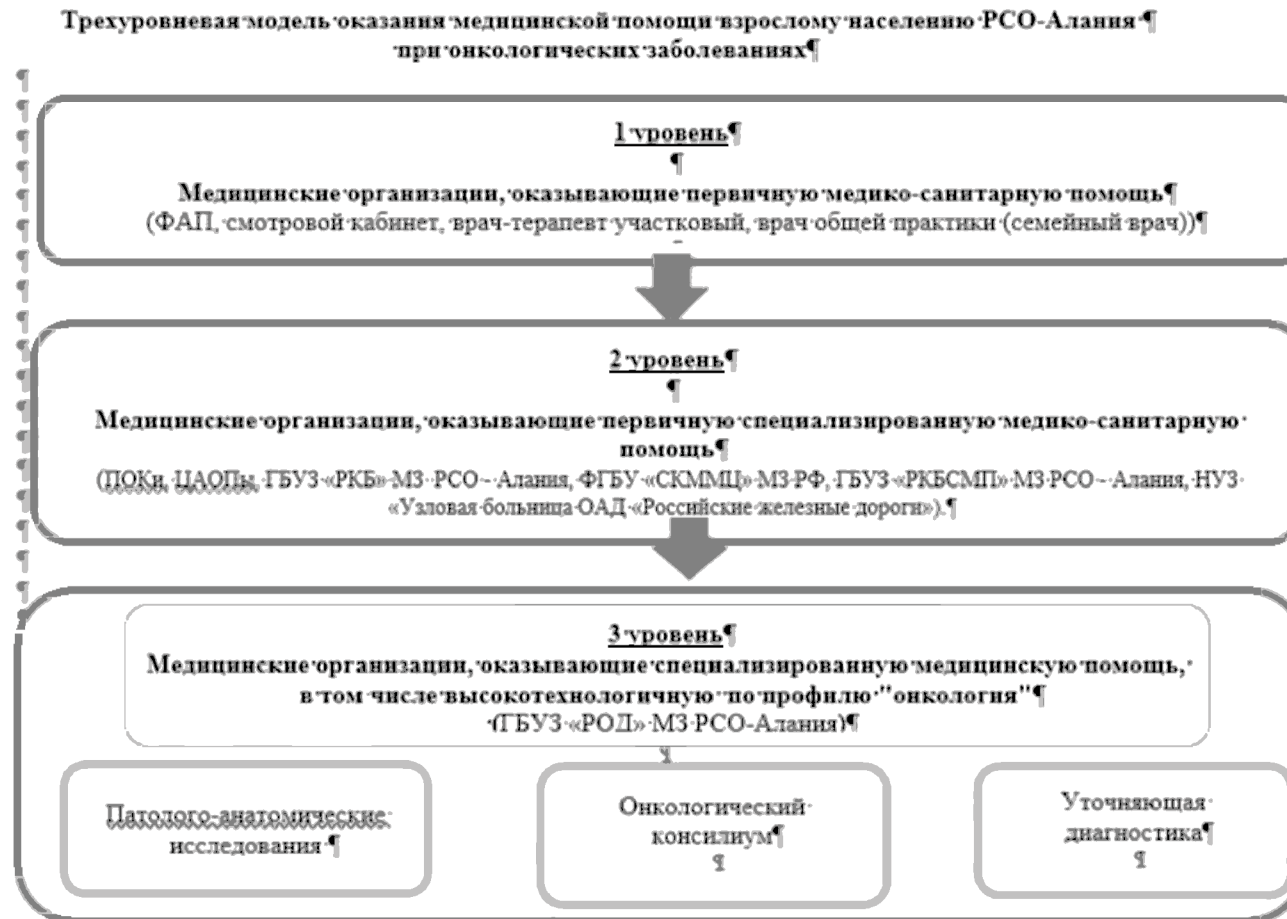 Трехуровневая модель оказания медицинской помощи взрослому населению РСО-Алания
при онкологических заболеваниях
1 уровень
Медицинские организации, оказывающие первичную медико-санитарную помощь
(ФАП, смотровой кабинет, врач-терапевт участковый, врач общей практики (семейный врач))
2 уровень
Медицинские организации, оказывающие первичную специализированную медико-санитарную
помощь
(ПОКи, ЦАОПы, ГБУЗ «РКБ» МЗ РСО – Алания, ФГБУ «СКММЦ» МЗ РФ, ГБУЗ «РКБСМП» МЗ РСО – Алания, НУЗ
«Узловая больница ОАД «Российские железные дороги»).
3 уровень
Медицинские организации, оказывающие специализированную медицинскую помощь,
в том числе высокотехнологичную по профилю "онкология"
(ГБУЗ «РОД» МЗ РСО-Алания)
Патолого-анатомические
исследования
Онкологический
консилиум
Уточняющая
диагностика